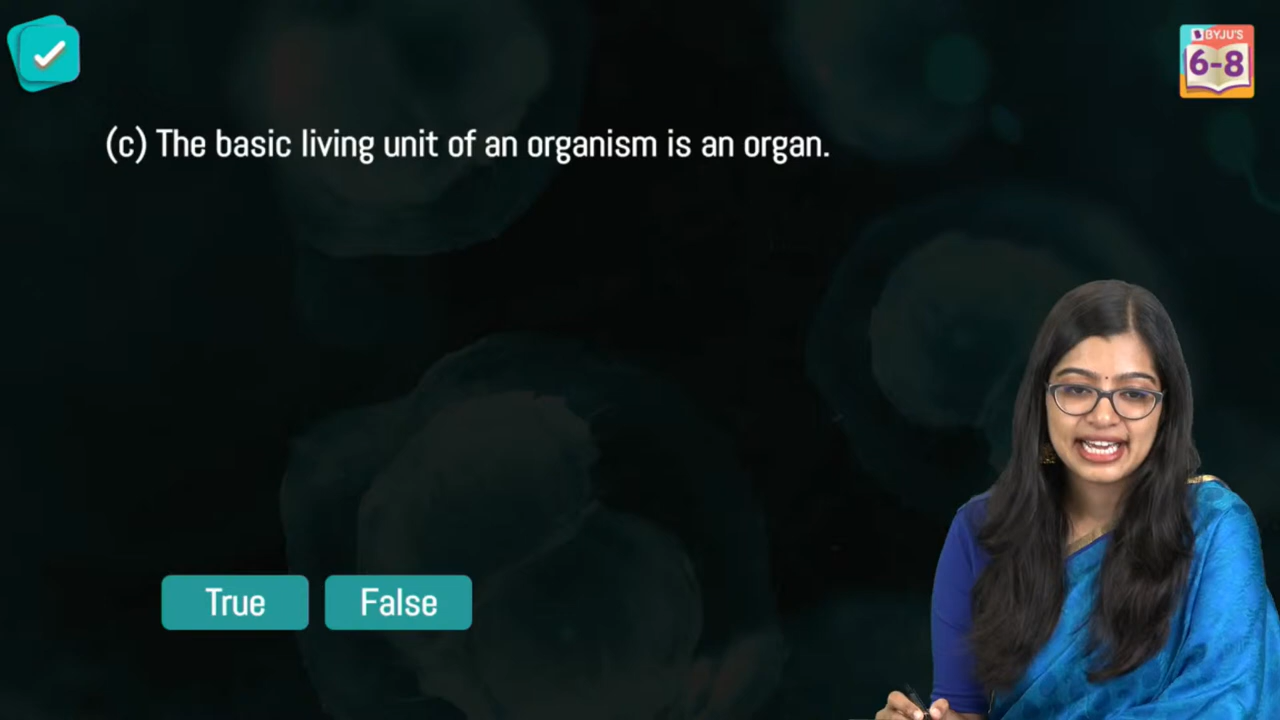 BYJU'S
6-8
(c) The basic living unit of an organism is an organ.
True False